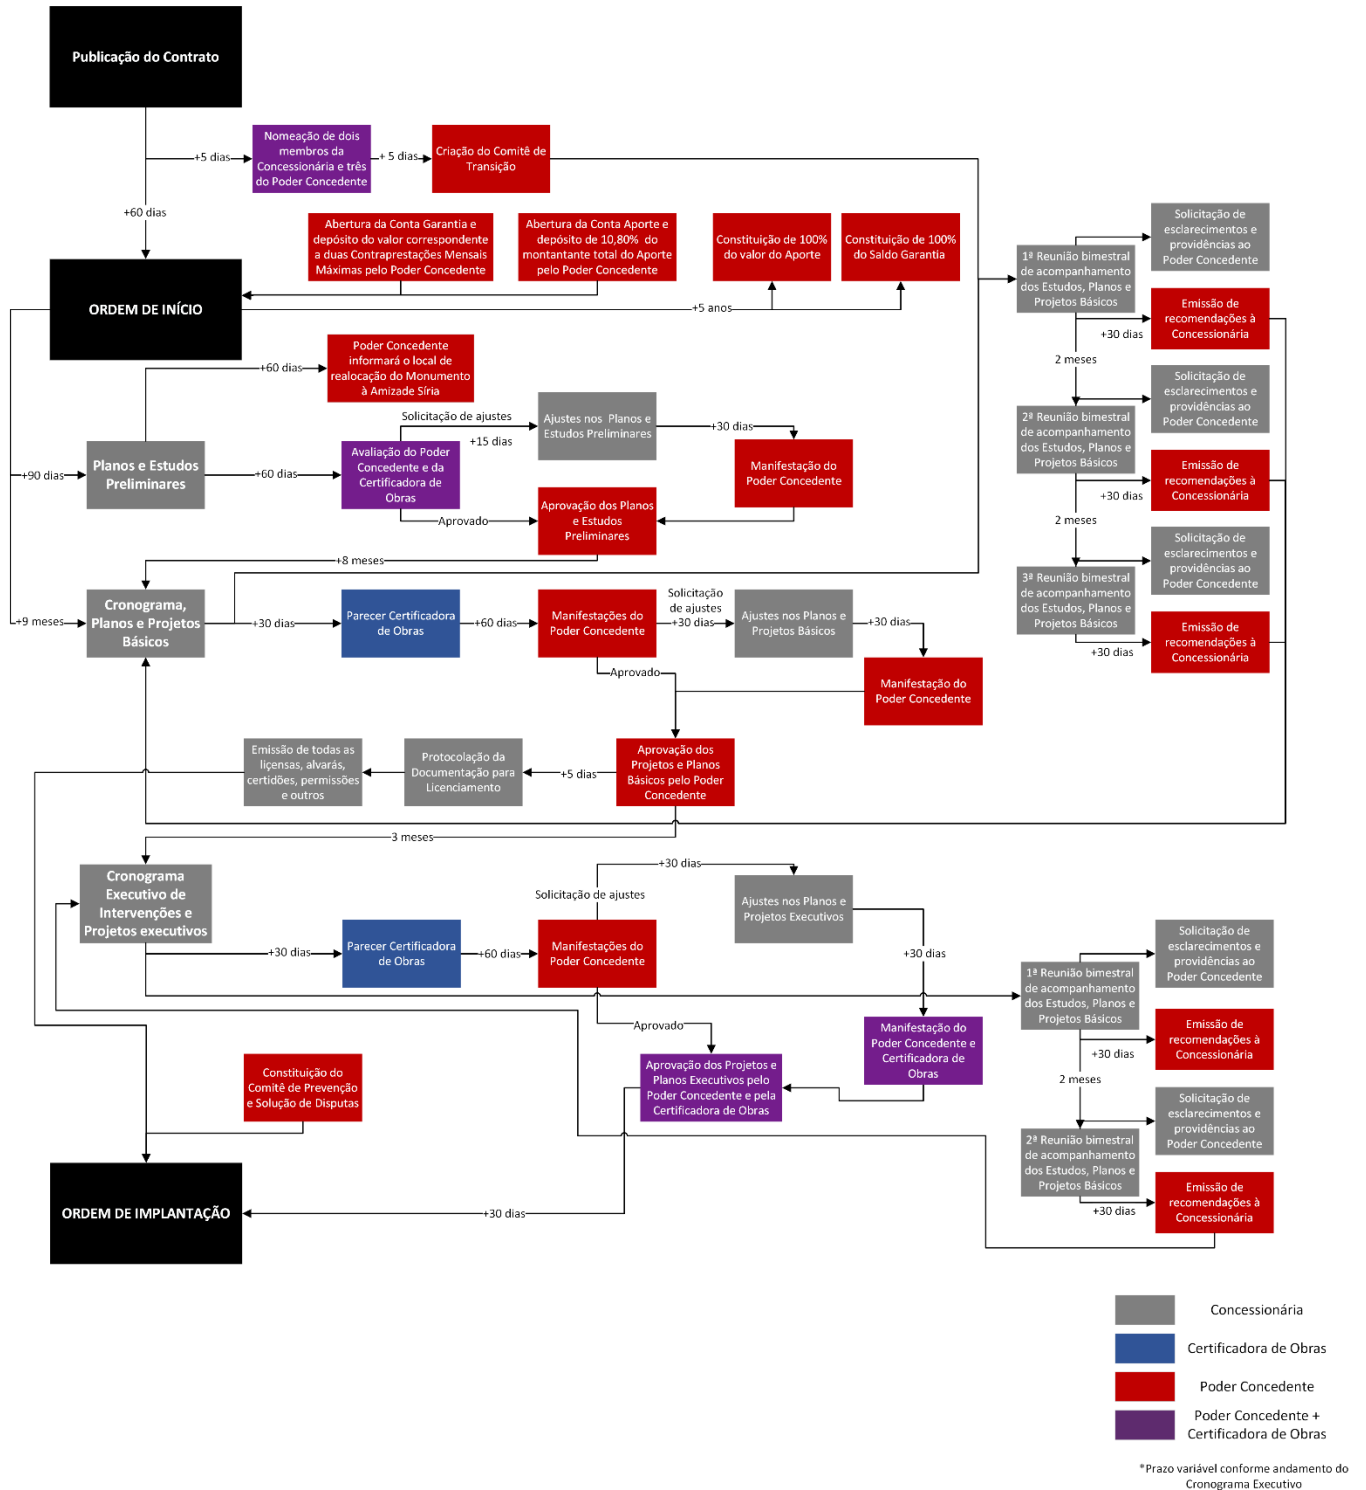 Publicação do Contrato
+5 dias
Nomeação de dois
membros da
Concessionária e três
do Poder Concedente
+ 5 dias
Criação do Comitê de
Transição
+60 dias
Abertura da Conta Garantia e
depósito do valor correspondente
a duas Contraprestações Mensais
Máximas pelo Poder Concedente
Abertura da Conta Aporte e
depósito de 10,80% do
montantante total do Aporte
pelo Poder Concedente
Constituição de 100%
do valor do Aporte
Constituição de 100%
do Saldo Garantia
ORDEM DE INÍCIO
+5 anos
1ª Reunião bimestral
de acompanhamento
dos Estudos, Planos e
Projetos Básicos
Solicitação de
esclarecimentos e
providências ao
Poder Concedente
Emissão de
recomendações à
Concessionária
+30 dias
2 meses
Solicitação de
esclarecimentos e
providências ao
Poder Concedente
2ª Reunião bimestral
de acompanhamento
dos Estudos, Planos e
Projetos Básicos
Emissão de
recomendações à
Concessionária
+30 dias
2 meses
Solicitação de
esclarecimentos e
providências ao
Poder Concedente
3ª Reunião bimestral
de acompanhamento
dos Estudos, Planos e
Projetos Básicos
Emissão de
recomendações à
Concessionária
+30 dias
+60 dias
Poder Concedente
informará o local de
realocação do Monumento
à Amizade Síria
+90 dias
Planos e Estudos
Preliminares
+60 dias
Avaliação do Poder
Concedente e da
Certificadora de
Obras
Solicitação de ajustes
+15 dias
Ajustes nos Planos e
Estudos Preliminares
+30 dias
Manifestação do
Poder Concedente
Aprovado
Aprovação dos Planos
e Estudos
Preliminares
+8 meses
+9 meses
Cronograma,
Planos e Projetos
Básicos
+30 dias
Parecer Certificadora
de Obras
+60 dias
Manifestações do
Poder Concedente
Solicitação
de ajustes
+30 dias
Ajustes nos Planos e
Projetos Básicos
+30 dias
Manifestação do
Poder Concedente
Aprovado
Aprovação dos
Projetos e Planos
Básicos pelo Poder
Concedente
+5 dias
Protocolação da
Documentação para
Licenciamento
Emissão de todas as
liçensas, alvarás,
certidões, permissões
e outros
3 meses
Cronograma
Executivo de
Intervenções e
Projetos executivos
+30 dias
Parecer Certificadora
de Obras
+60 dias
Manifestações do
Poder Concedente
Solicitação de ajustes
+30 dias
Ajustes nos Planos e
Projetos Executivos
+30 dias
Manifestação do
Poder Concedente e
Certificadora de
Obras
Aprovado
Aprovação dos Projetos e
Planos Executivos pelo
Poder Concedente e pela
Certificadora de Obras
1ª Reunião bimestral
de acompanhamento
dos Estudos, Planos e
Projetos Básicos
Solicitação de
esclarecimentos e
providências ao
Poder Concedente
Emissão de
recomendações à
Concessionária
+30 dias
2 meses
Solicitação de
esclarecimentos e
providências ao
Poder Concedente
2ª Reunião bimestral
de acompanhamento
dos Estudos, Planos e
Projetos Básicos
Emissão de
recomendações à
Concessionária
+30 dias
Constituição do
Comitê de Prevenção
e Solução de Disputas
ORDEM DE IMPLANTAÇÃO
+30 dias
Concessionária
Certificadora de Obras
Poder Concedente
Poder Concedente +
Certificadora de Obras
*Prazo variável conforme andamento do
Cronograma Executivo